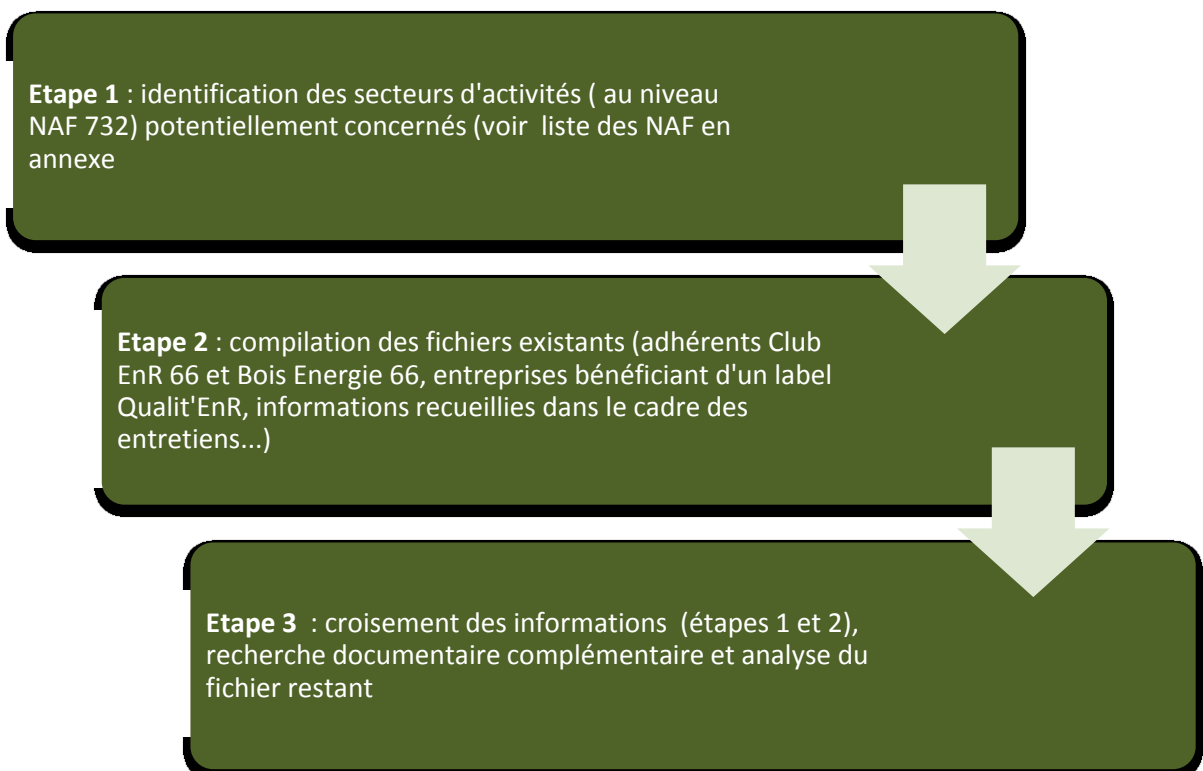 Etape 1 : identification des secteurs d'activités ( au niveau
NAF 732) potentiellement concernés (voir  liste des NAF en
annexe
Etape 2 : compilation des fichiers existants (adhérents Club
EnR 66 et Bois Energie 66, entreprises bénéficiant d'un label
Qualit'EnR, informations recueillies dans le cadre des
entretiens...)
Etape 3  : croisement des informations  (étapes 1 et 2),
recherche documentaire complémentaire et analyse du
fichier restant